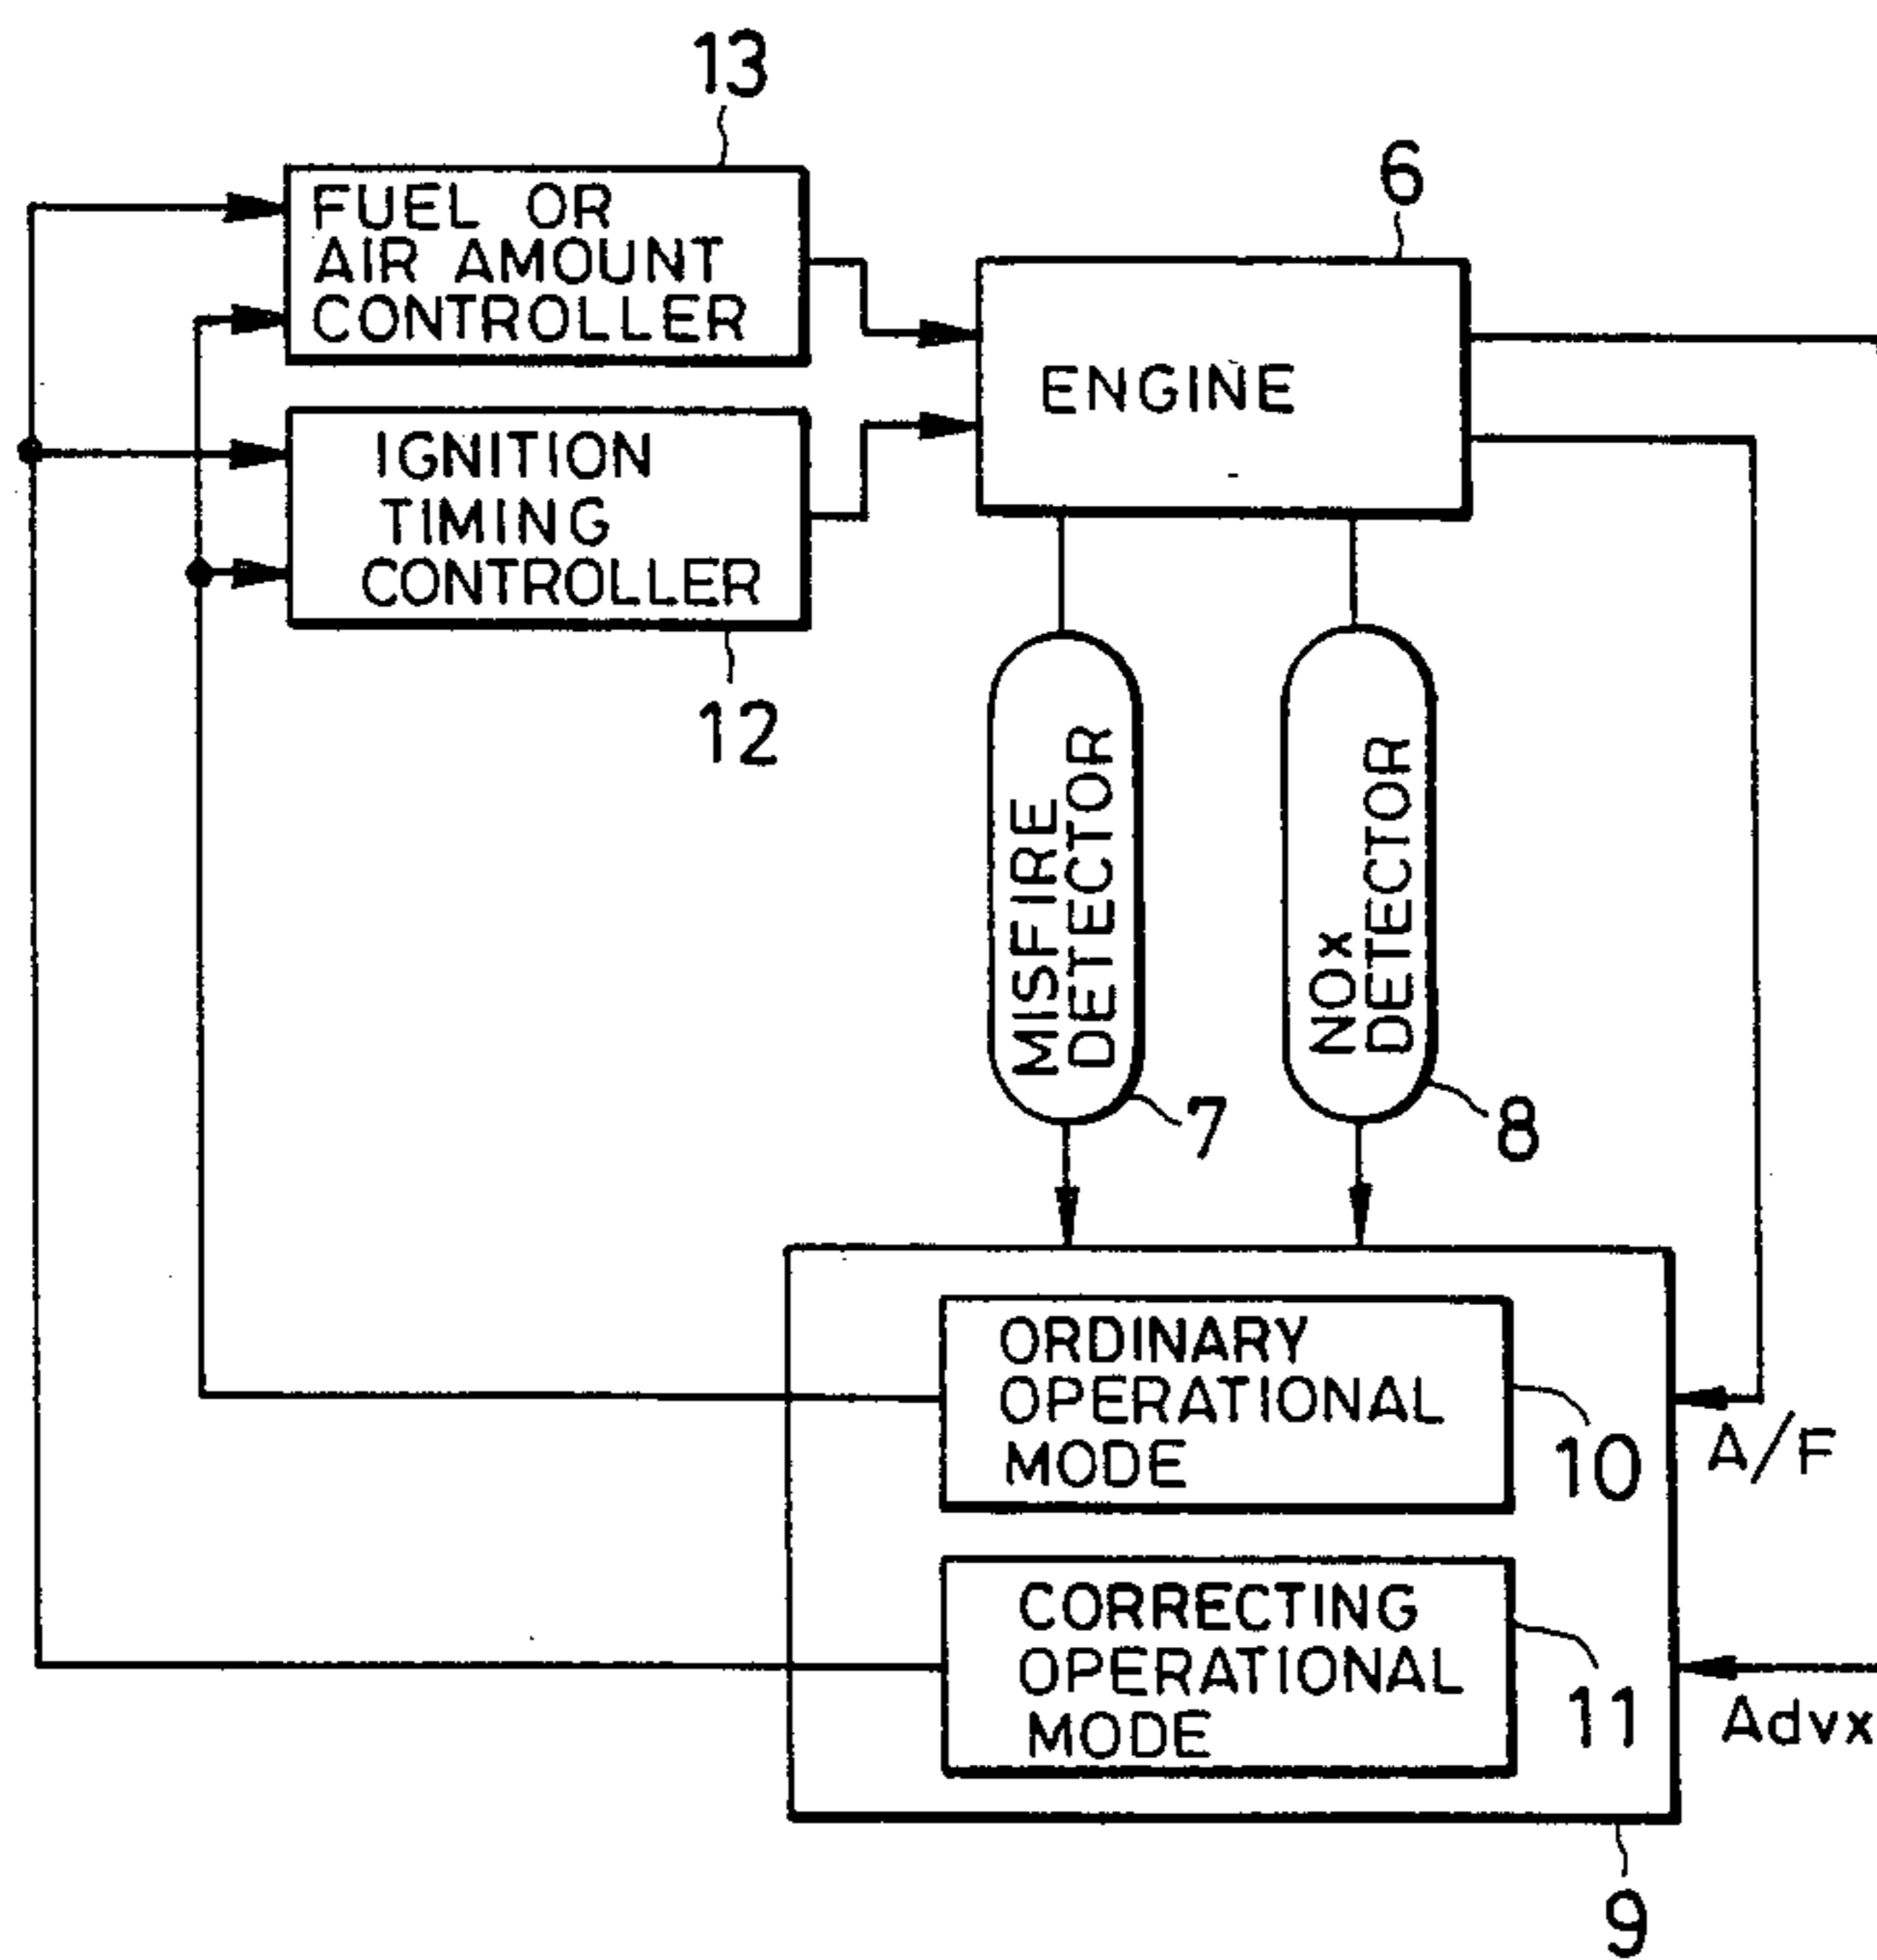 13
FUEL OR
AIR AMOUNT
CONTROLLER
6
ENGINE
IGNITION
TIMING
CONTROLLER
12
MISFIRE
DETECTOR
7
NOx
DETECTOR
8
ORDINARY
OPERATIONAL
MODE
10
A/F
CORRECTING
OPERATIONAL
MODE
11
Advx
9